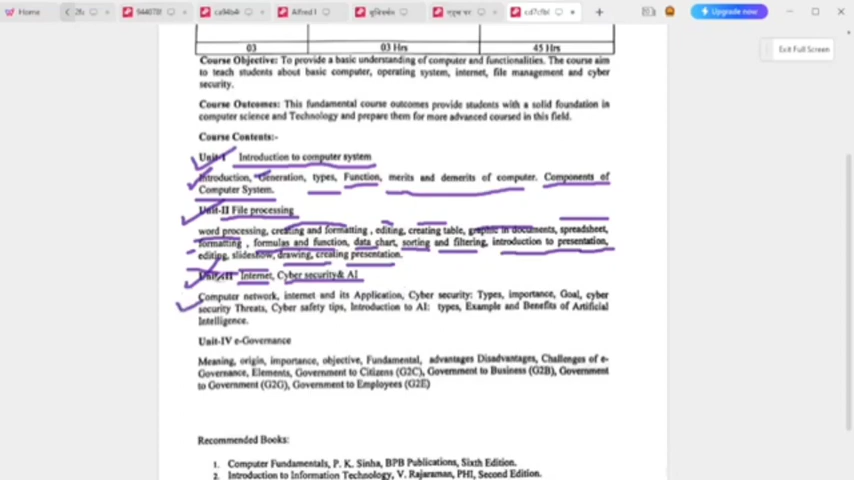 Home
944078
ca94b4
Alfred I
cd7cfb
Upgrade now
Exit Full Screen
03 03 Hrs 45 Hrs
Course Objective: To provide a basic understanding of computer and functionalities. The course aim
to teach students about basic computer, operating system, internet, file management and cyber
security.
Course Outcomes: This fundamental course outcomes provide students with a solid foundation in
computer science and Technology and prepare them for more advanced coursed in this field.
Course Contents:-
Unit-I Introduction to computer system
Introduction, Generation, types, Function, merits and demerits of computer. Components of
Computer System.
Unit-II File processing
word processing, creating and formatting , editing, creating table, graphic in documents, spreadsheet,
formatting , formulas and function, data chart, sorting and filtering, introduction to presentation,
editing, slideshow, drawing, creating presentation.
Unit-III Internet, Cyber security& AI
Computer network, internet and its Application, Cyber security: Types, importance, Goal, cyber
security Threats, Cyber safety tips, Introduction to AI: types, Example and Benefits of Artificial
Intelligence.
Unit-IV e-Governance
Meaning, origin, importance, objective, Fundamental, advantages Disadvantages, Challenges of e-
Governance, Elements, Government to Citizens (G2C), Government to Business (G2B), Government
to Government (G2G), Government to Employees (G2E)
Recommended Books:
1. Computer Fundamentals, P. K. Sinha, BPB Publications, Sixth Edition.
2. Introduction to Information Technology, V. Rajaraman, PHI, Second Edition.